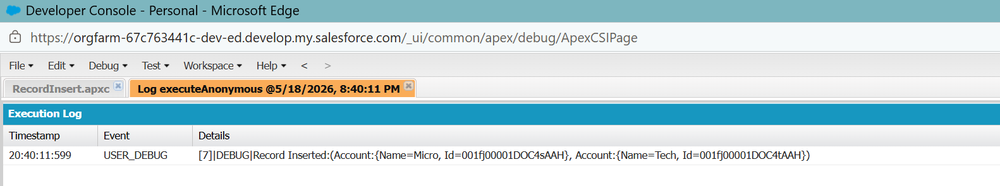 Developer Console - Personal - Microsoft Edge
https://orgfarm-67c763441c-dev-ed.develop.my.salesforce.com/_ui/common/apex/debug/ApexCSIPage
File Edit Debug Test Workspace Help < >
RecordInsert.apxc Log executeAnonymous @5/18/2026, 8:40:11 PM
Execution Log
Timestamp Event Details
20:40:11:599 USER_DEBUG [7]|DEBUG|Record Inserted:(Account:{Name=Micro, Id=001fj00001DOC4sAAH}, Account:{Name=Tech, Id=001fj00001DOC4tAAH})